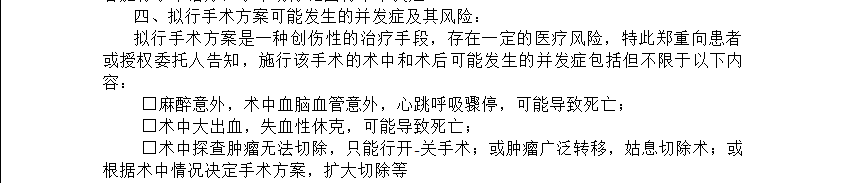 四、拟行手术方案可能发生的并发症及其风险：
拟行手术方案是一种创伤性的治疗手段，存在一定的医疗风险，特此郑重向患者
或授权委托人告知，施行该手术的术中和术后可能发生的并发症包括但不限于以下内
容：
□麻醉意外，术中血脑血管意外，心跳呼吸骤停，可能导致死亡；
□术中大出血，失血性休克，可能导致死亡；
□术中探查肿瘤无法切除，只能行开-关手术；或肿瘤广泛转移，姑息切除术；或
根据术中情况决定手术方案，扩大切除等